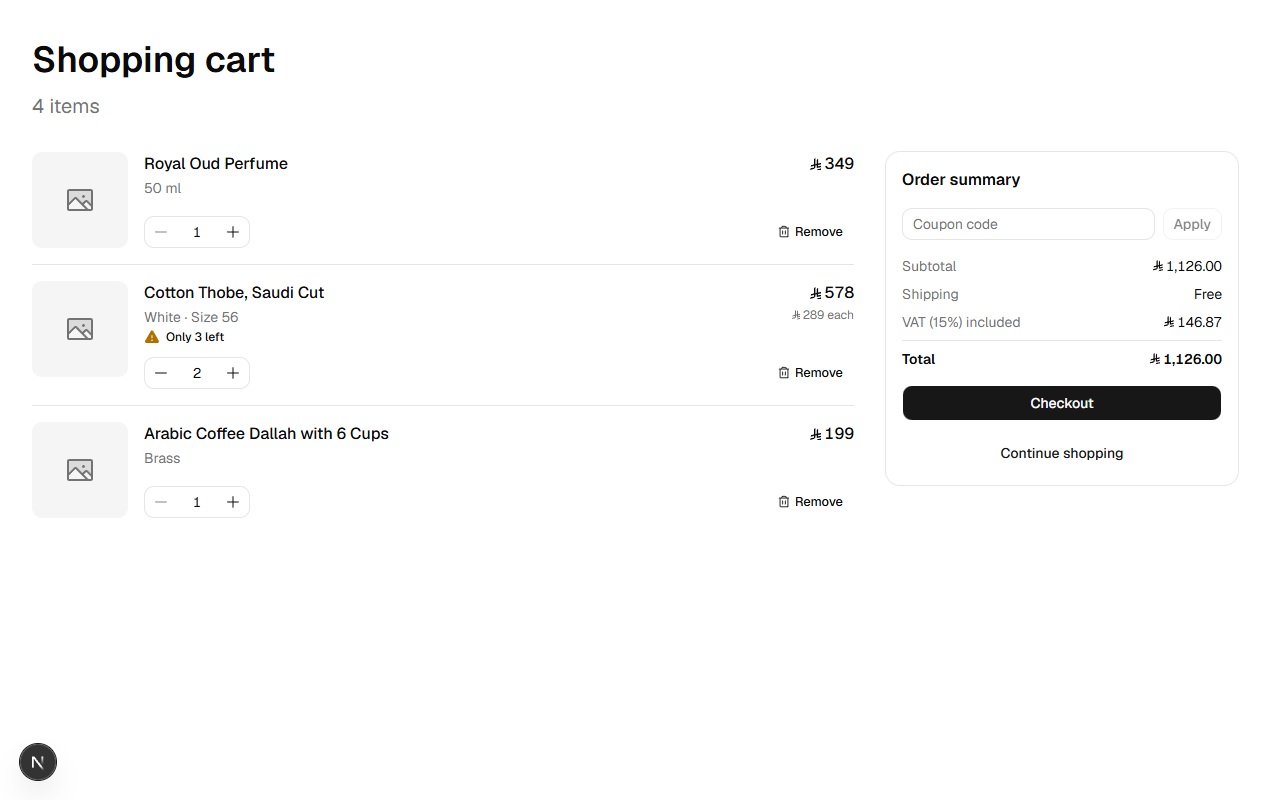 Shopping cart
4 items
Royal Oud Perfume
⃁ 349
50 ml
1
Remove
Cotton Thobe, Saudi Cut
⃁ 578
White · Size 56
⃁ 289 each
Only 3 left
2
Remove
Arabic Coffee Dallah with 6 Cups
⃁ 199
Brass
1
Remove
Order summary
Coupon code
Apply
Subtotal ⃁ 1,126.00
Shipping Free
VAT (15%) included ⃁ 146.87
Total ⃁ 1,126.00
Checkout
Continue shopping
N